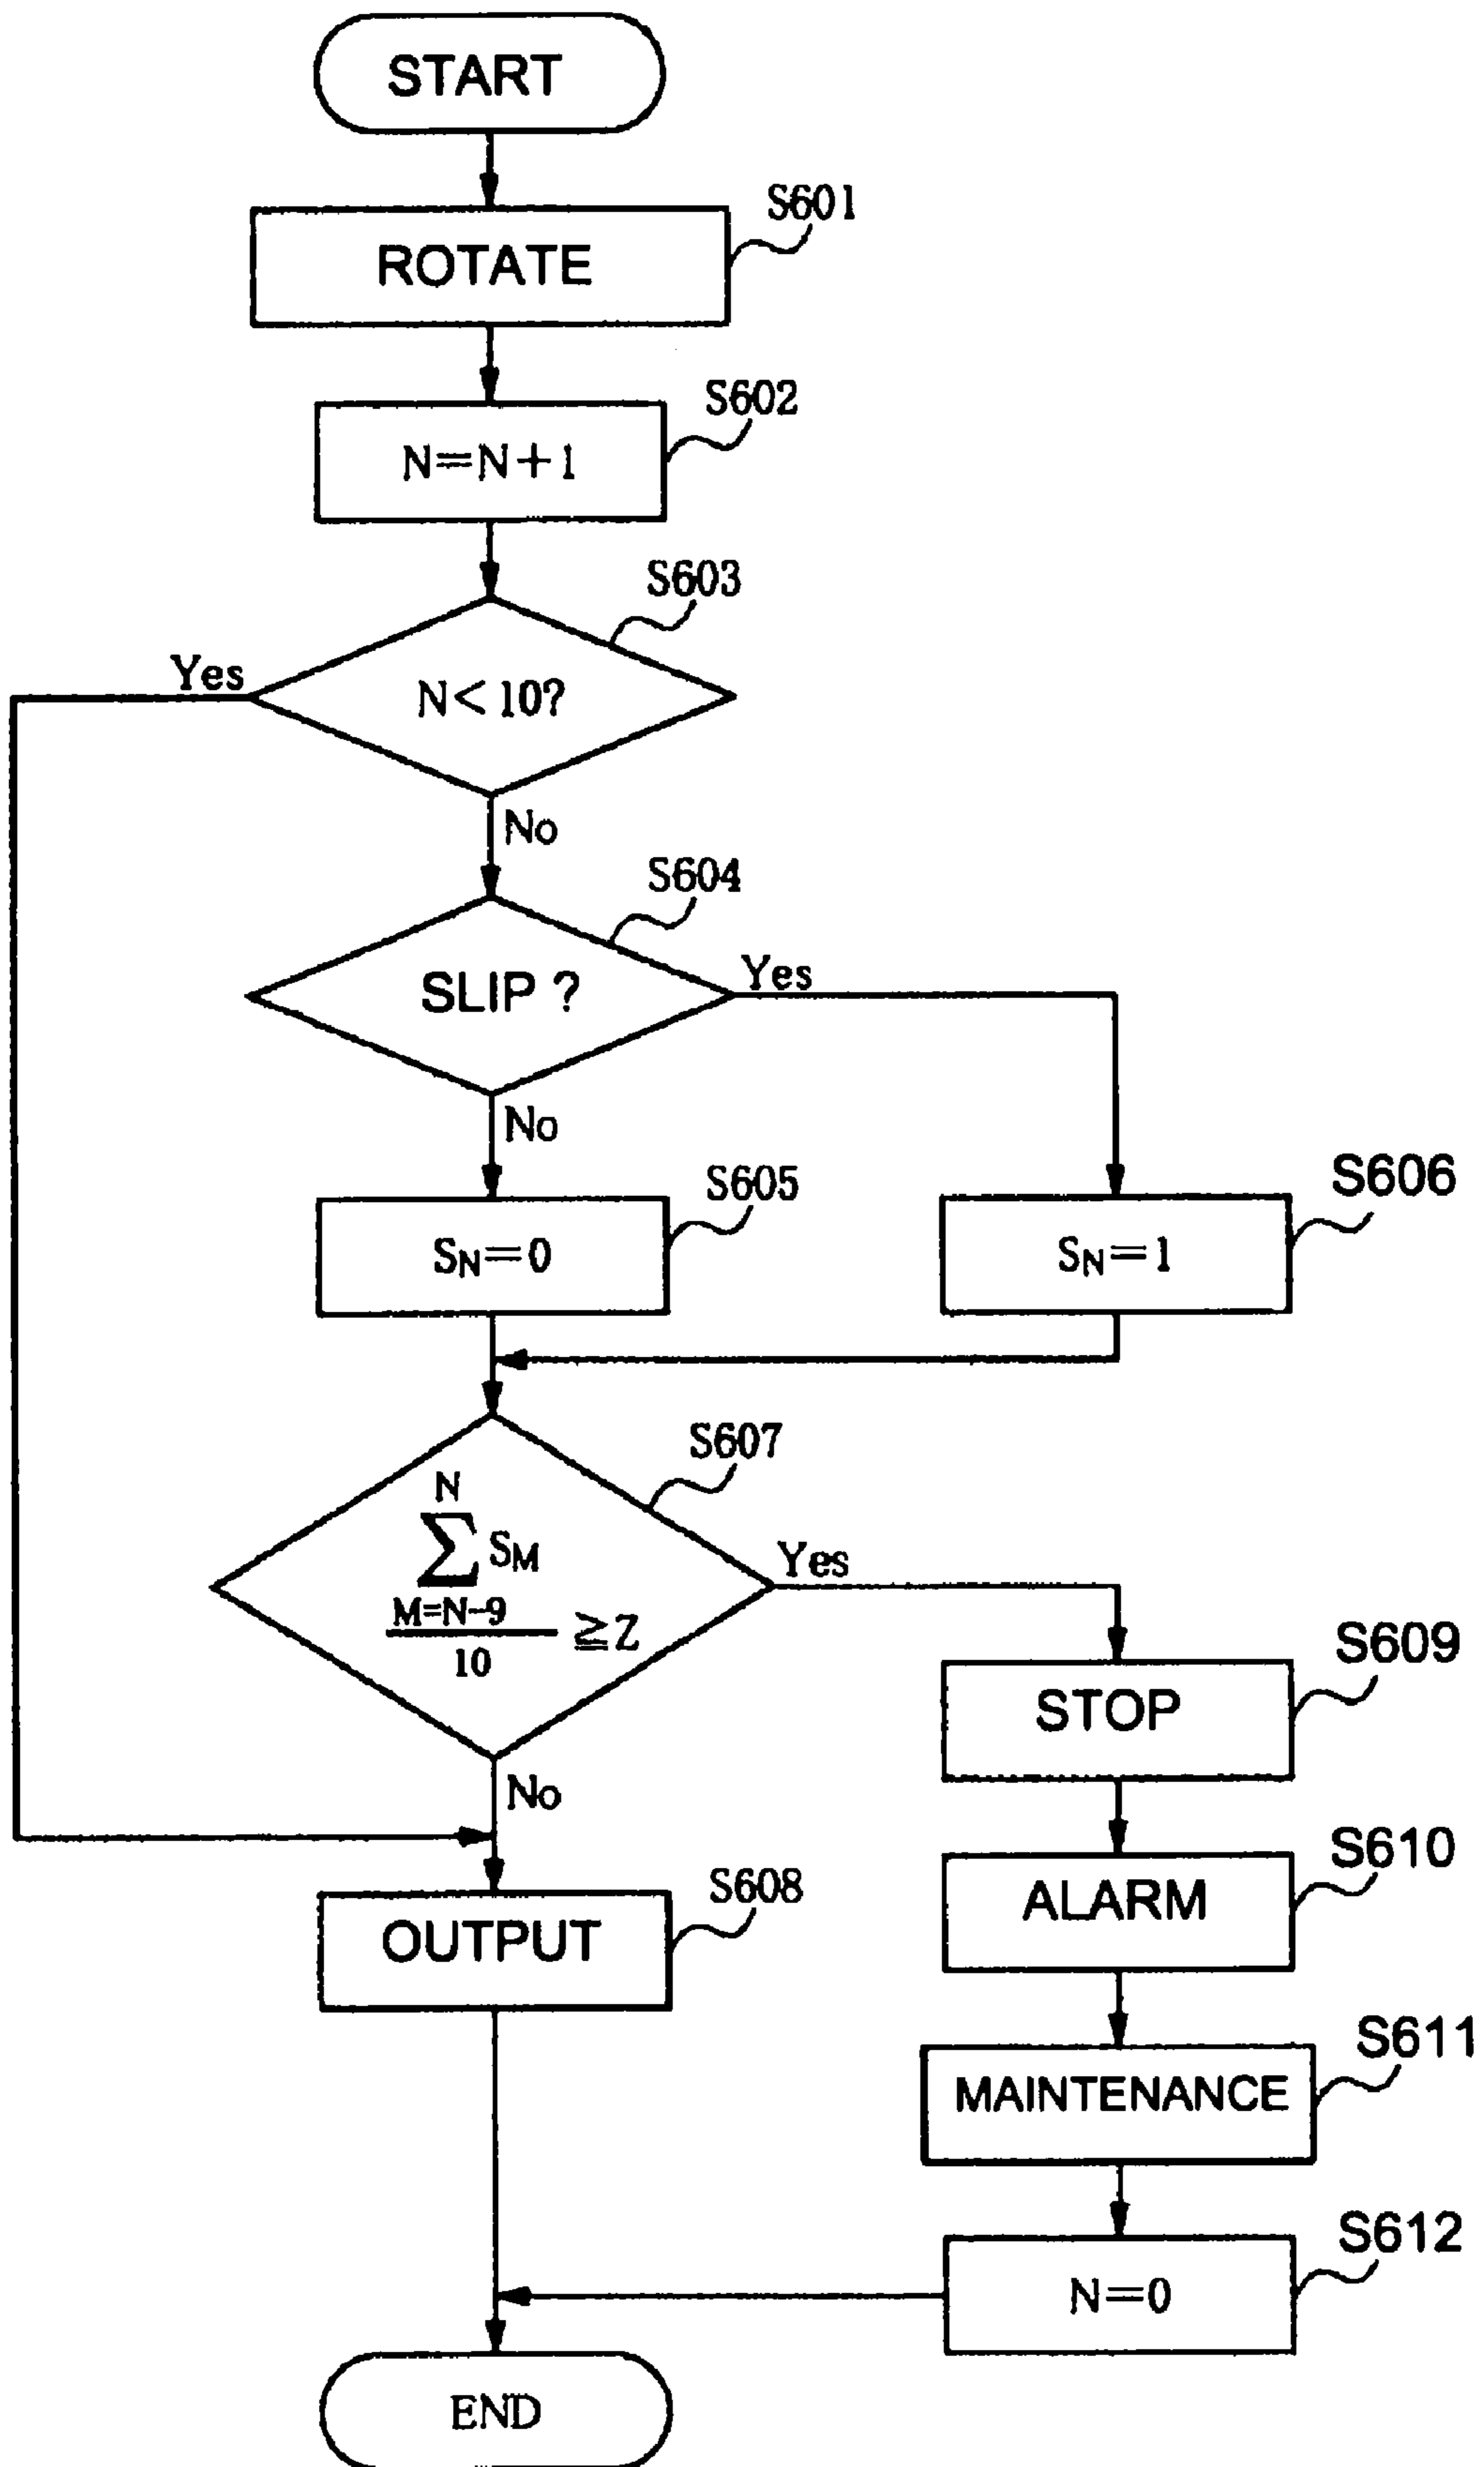 START
S601
ROTATE
S602
N=N+1
S603
Yes
N<10?
No
S604
SLIP ?
Yes
No
S605
S606
SN=0
SN=1
S607
N
∑ SM
M=N-9
10
≧Z
Yes
No
S609
STOP
S610
ALARM
S608
OUTPUT
S611
MAINTENANCE
S612
N=0
END